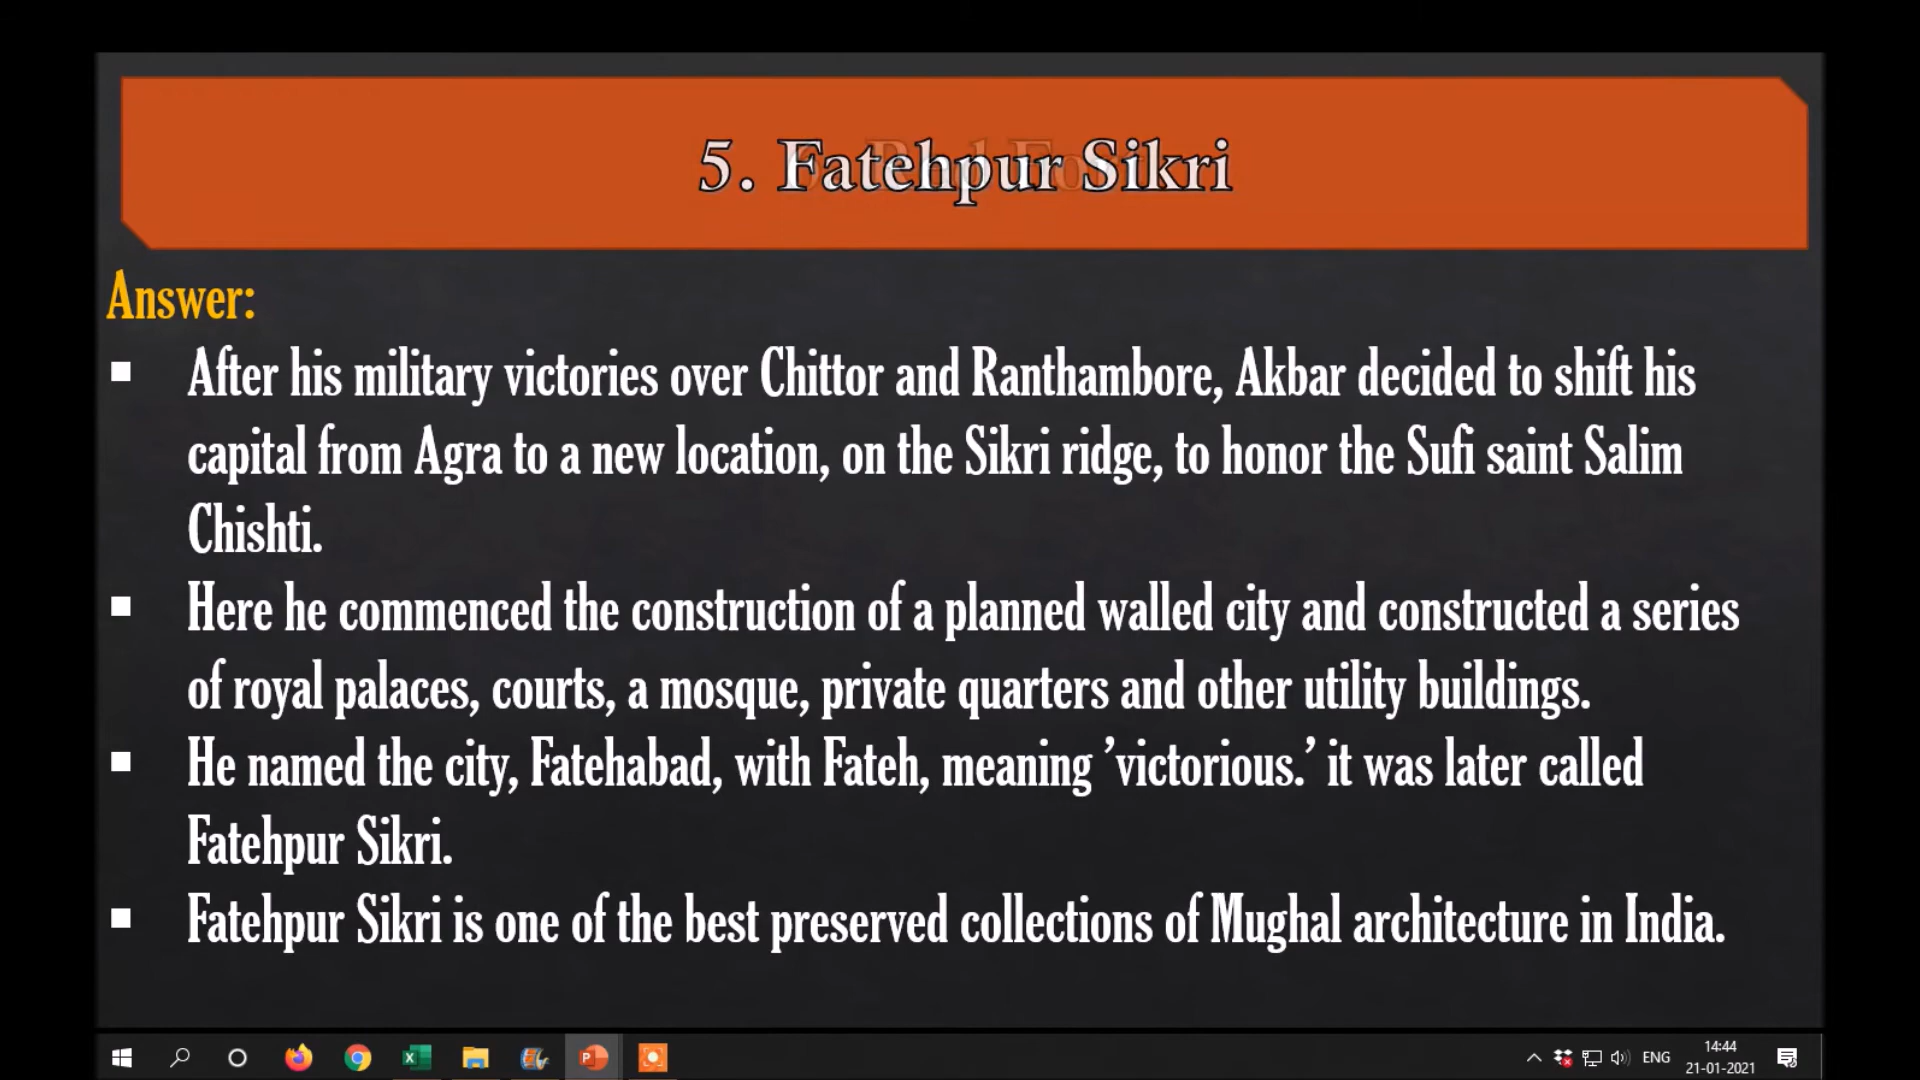 5. Fatehpur Sikri
Answer:
▪ After his military victories over Chittor and Ranthambore, Akbar decided to shift his
capital from Agra to a new location, on the Sikri ridge, to honor the Sufi saint Salim
Chishti.
▪ Here he commenced the construction of a planned walled city and constructed a series
of royal palaces, courts, a mosque, private quarters and other utility buildings.
▪ He named the city, Fatehabad, with Fateh, meaning ’victorious.’ it was later called
Fatehpur Sikri.
▪ Fatehpur Sikri is one of the best preserved collections of Mughal architecture in India.
ENG
14:44
21-01-2021